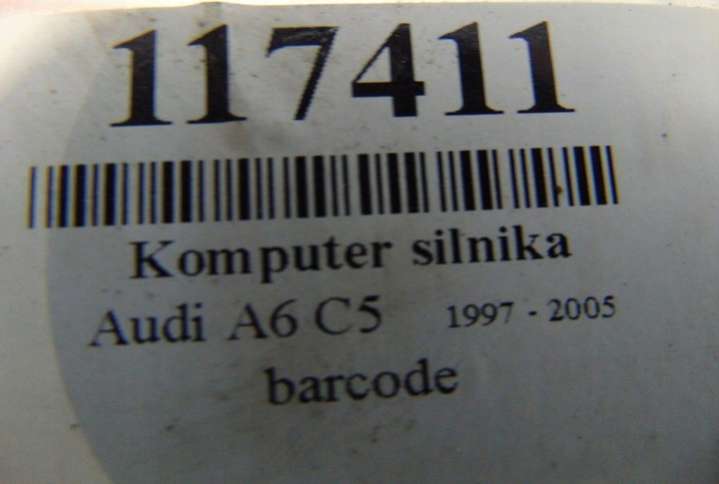 117411
Komputer silnika
Audi A6 C5 1997 - 2005
barcode